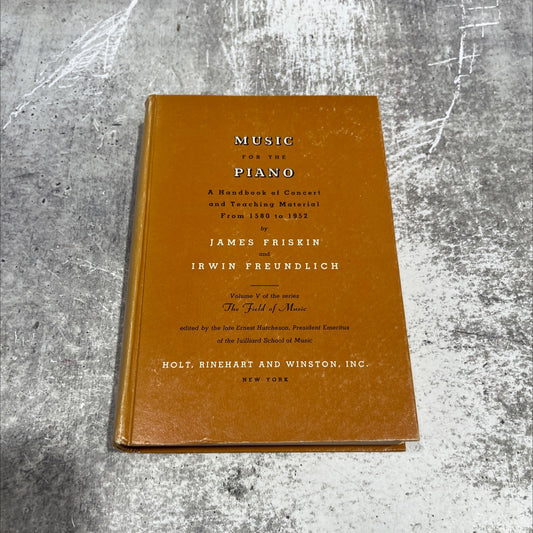 MUSIC
FOR THE
PIANO
A Handbook of Concert
and Teaching Material
From 1580 to 1952
by
JAMES FRISKIN
and
IRWIN FREUNDLICH
Volume V of the series
The Field of Music
edited by the late Ernest Hutcheson, President Emeritus
of the Juilliard School of Music
HOLT, RINEHART AND WINSTON, INC.
NEW YORK